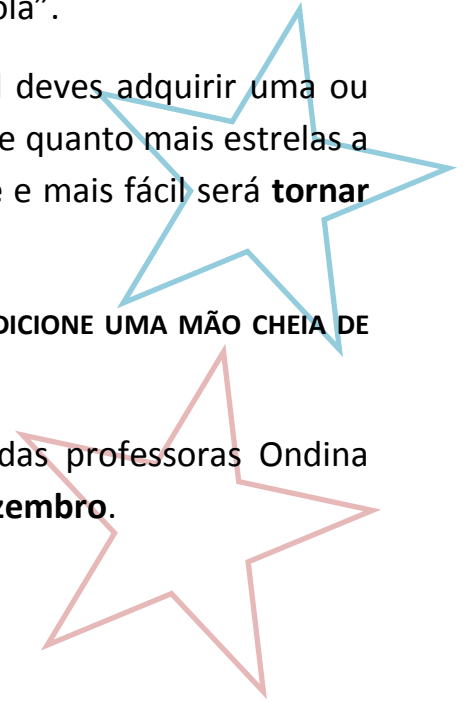 ola”.
l deves adquirir uma ou
e quanto mais estrelas a
e e mais fácil será tornar
DICIONE UMA MÃO CHEIA DE
das professoras Ondina
zembro.